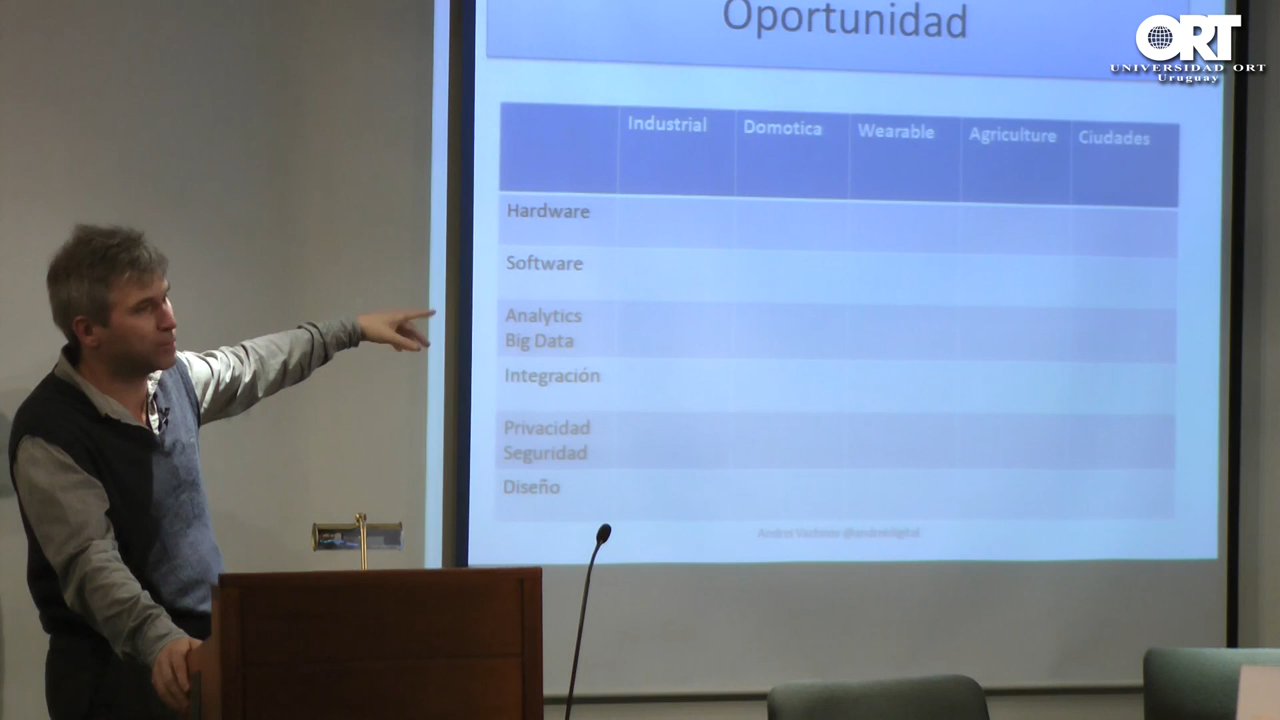 Oportunidad
ORT
UNIVERSIDAD ORT
Uruguay
Industrial Domotica Wearable Agriculture Ciudades
Hardware
Software
Analytics
Big Data
Integración
Privacidad
Seguridad
Diseño